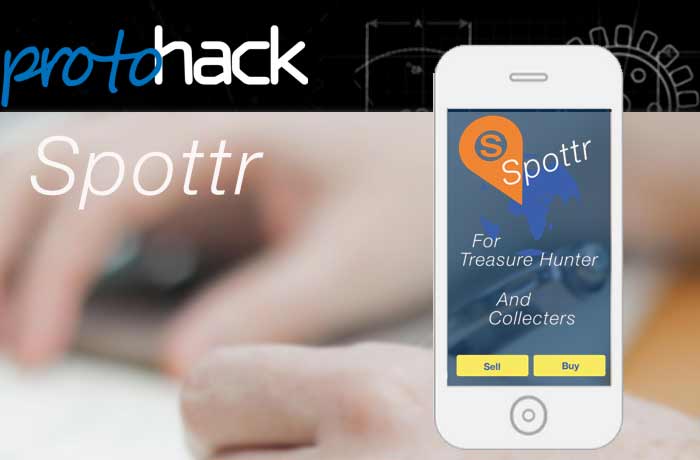 protohack
Spottr
S
Spottr
For
Treasure Hunter
And
Collecters
Sell
Buy